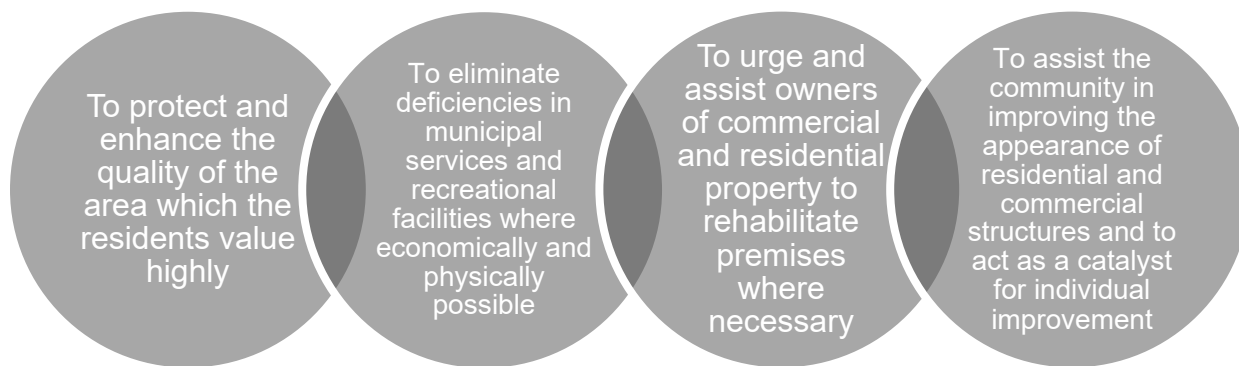 To protect and
enhance the
quality of the
area which the
residents value
highly
To eliminate
deficiencies in
municipal
services and
recreational
facilities where
economically and
physically
possible
To urge and
assist owners
of commercial
and residential
property to
rehabilitate
premises
where
necessary
To assist the
community in
improving the
appearance of
residential and
commercial
structures and to
act as a catalyst
for individual
improvement